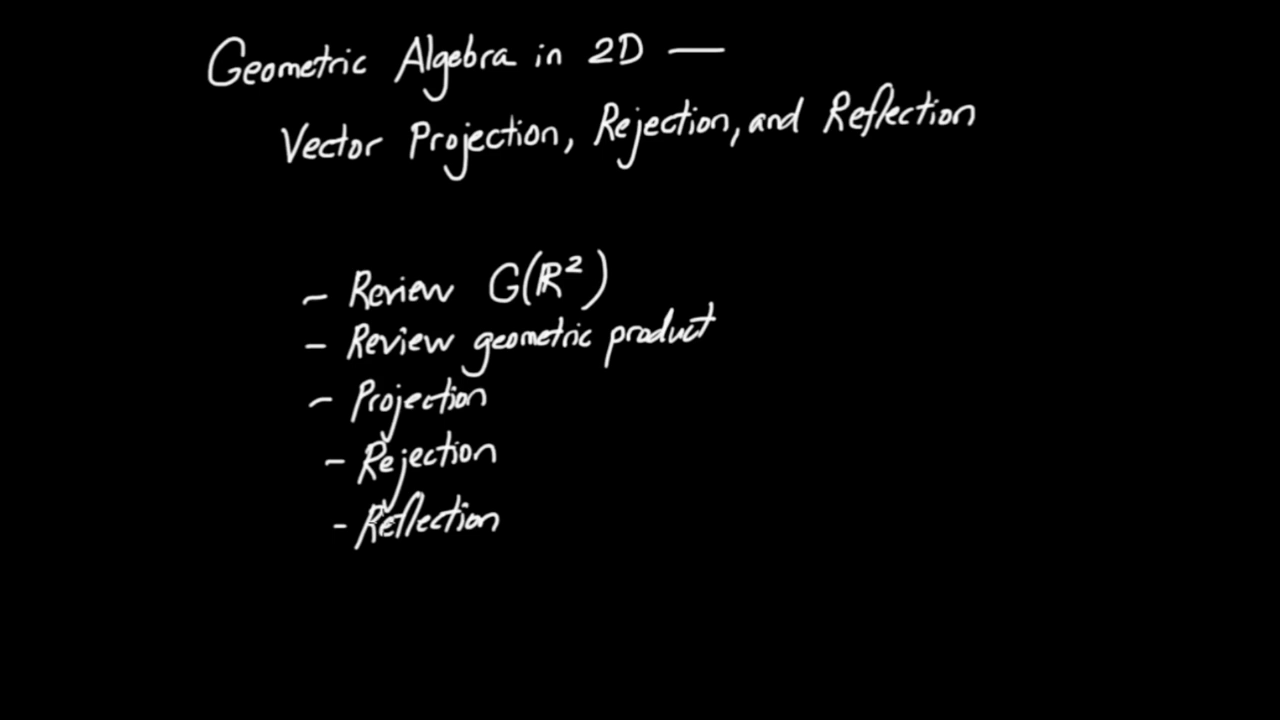 Geometric Algebra in 2D —
Vector Projection, Rejection, and Reflection
- Review G(ℝ²)
- Review geometric product
- Projection
- Rejection
- Reflection